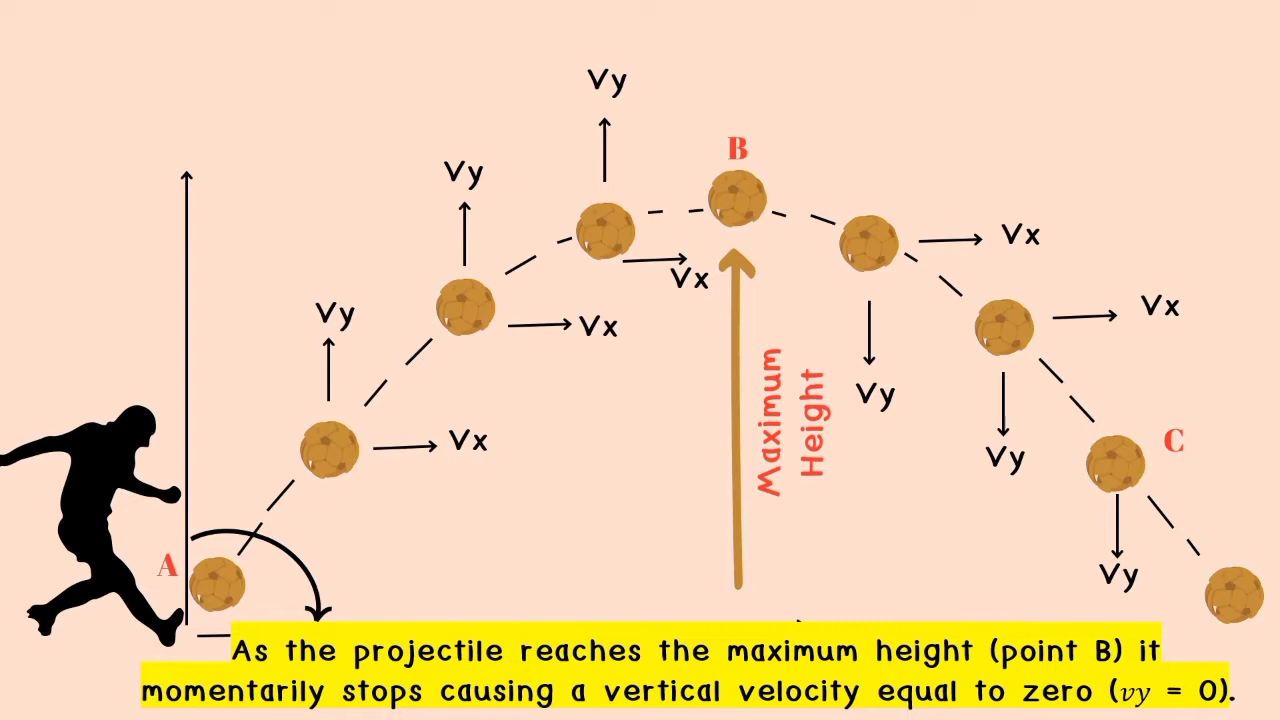 Vy
B
Vy
Vx
Vx
Vx
Vy
Vx
Vx
Maximum
Height
Vy
C
Vx
Vy
A
Vy
As the projectile reaches the maximum height (point B) it
momentarily stops causing a vertical velocity equal to zero (vy = 0).